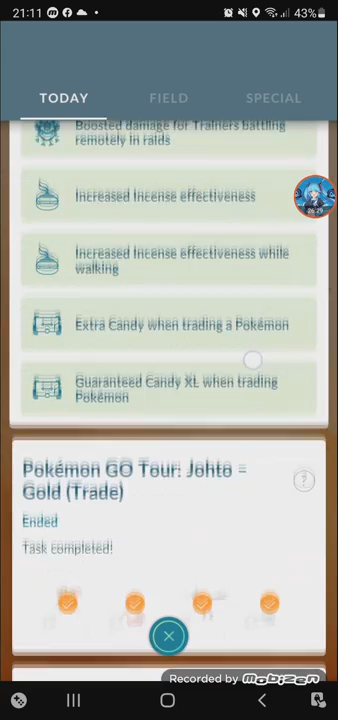 21:11
43%
TODAY
FIELD
SPECIAL
Boosted damage for Trainers battling
remotely in raids
Increased Incense effectiveness
26:29
Increased Incense effectiveness while
walking
Extra Candy when trading a Pokémon
Guaranteed Candy XL when trading
Pokémon
Pokémon GO Tour: Johto =
Gold (Trade)
?
Ended
Task completed!
Recorded by Mobizen